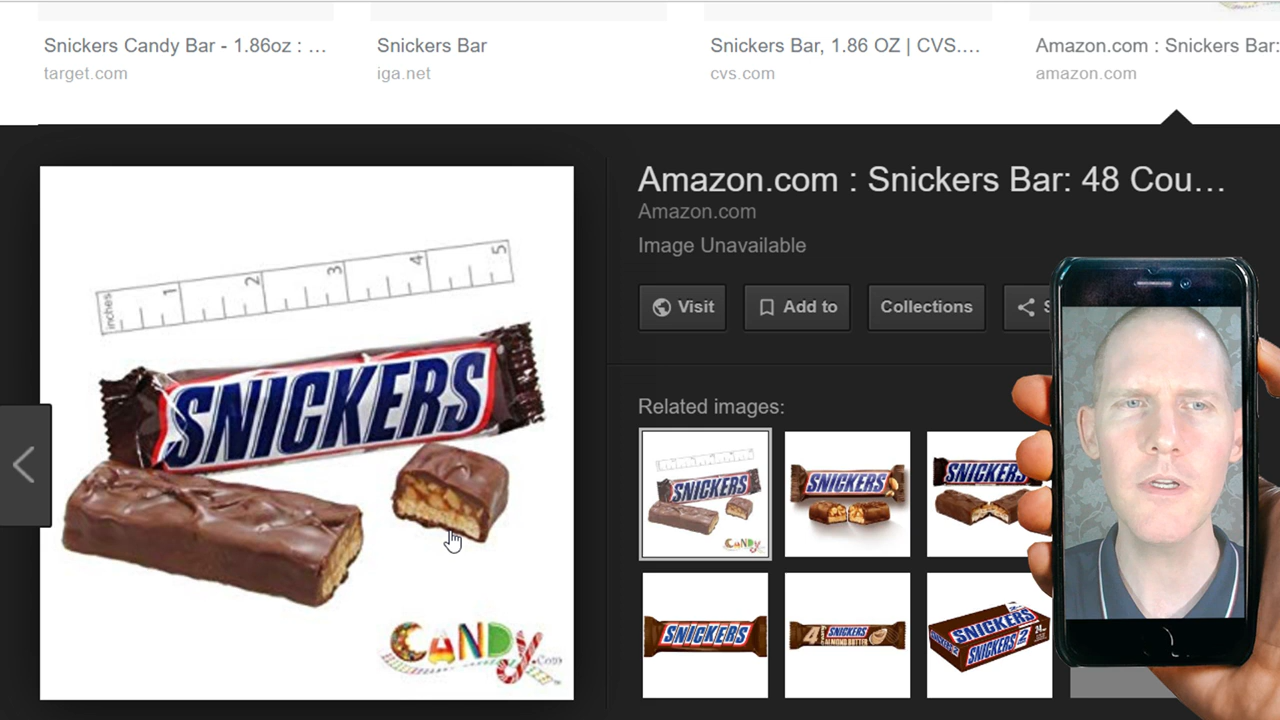 Snickers Candy Bar - 1.86oz : ...
Snickers Bar
Snickers Bar, 1.86 OZ | CVS....
Amazon.com : Snickers Bar:
target.com
iga.net
cvs.com
amazon.com
inches 1 2 3 4 5
SNICKERS
CANDY.Com
Amazon.com : Snickers Bar: 48 Cou...
Amazon.com
Image Unavailable
Visit
Add to
Collections
S
Related images:
SNICKERS
CANDY
SNICKERS
SNICKERS
SNICKERS
4
SNICKERS
ALMOND BUTTER
SNICKERS
SNICKERS 2